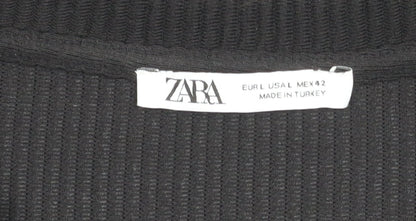 ZARA
EUR L USA L MEX 42
MADE IN TURKEY